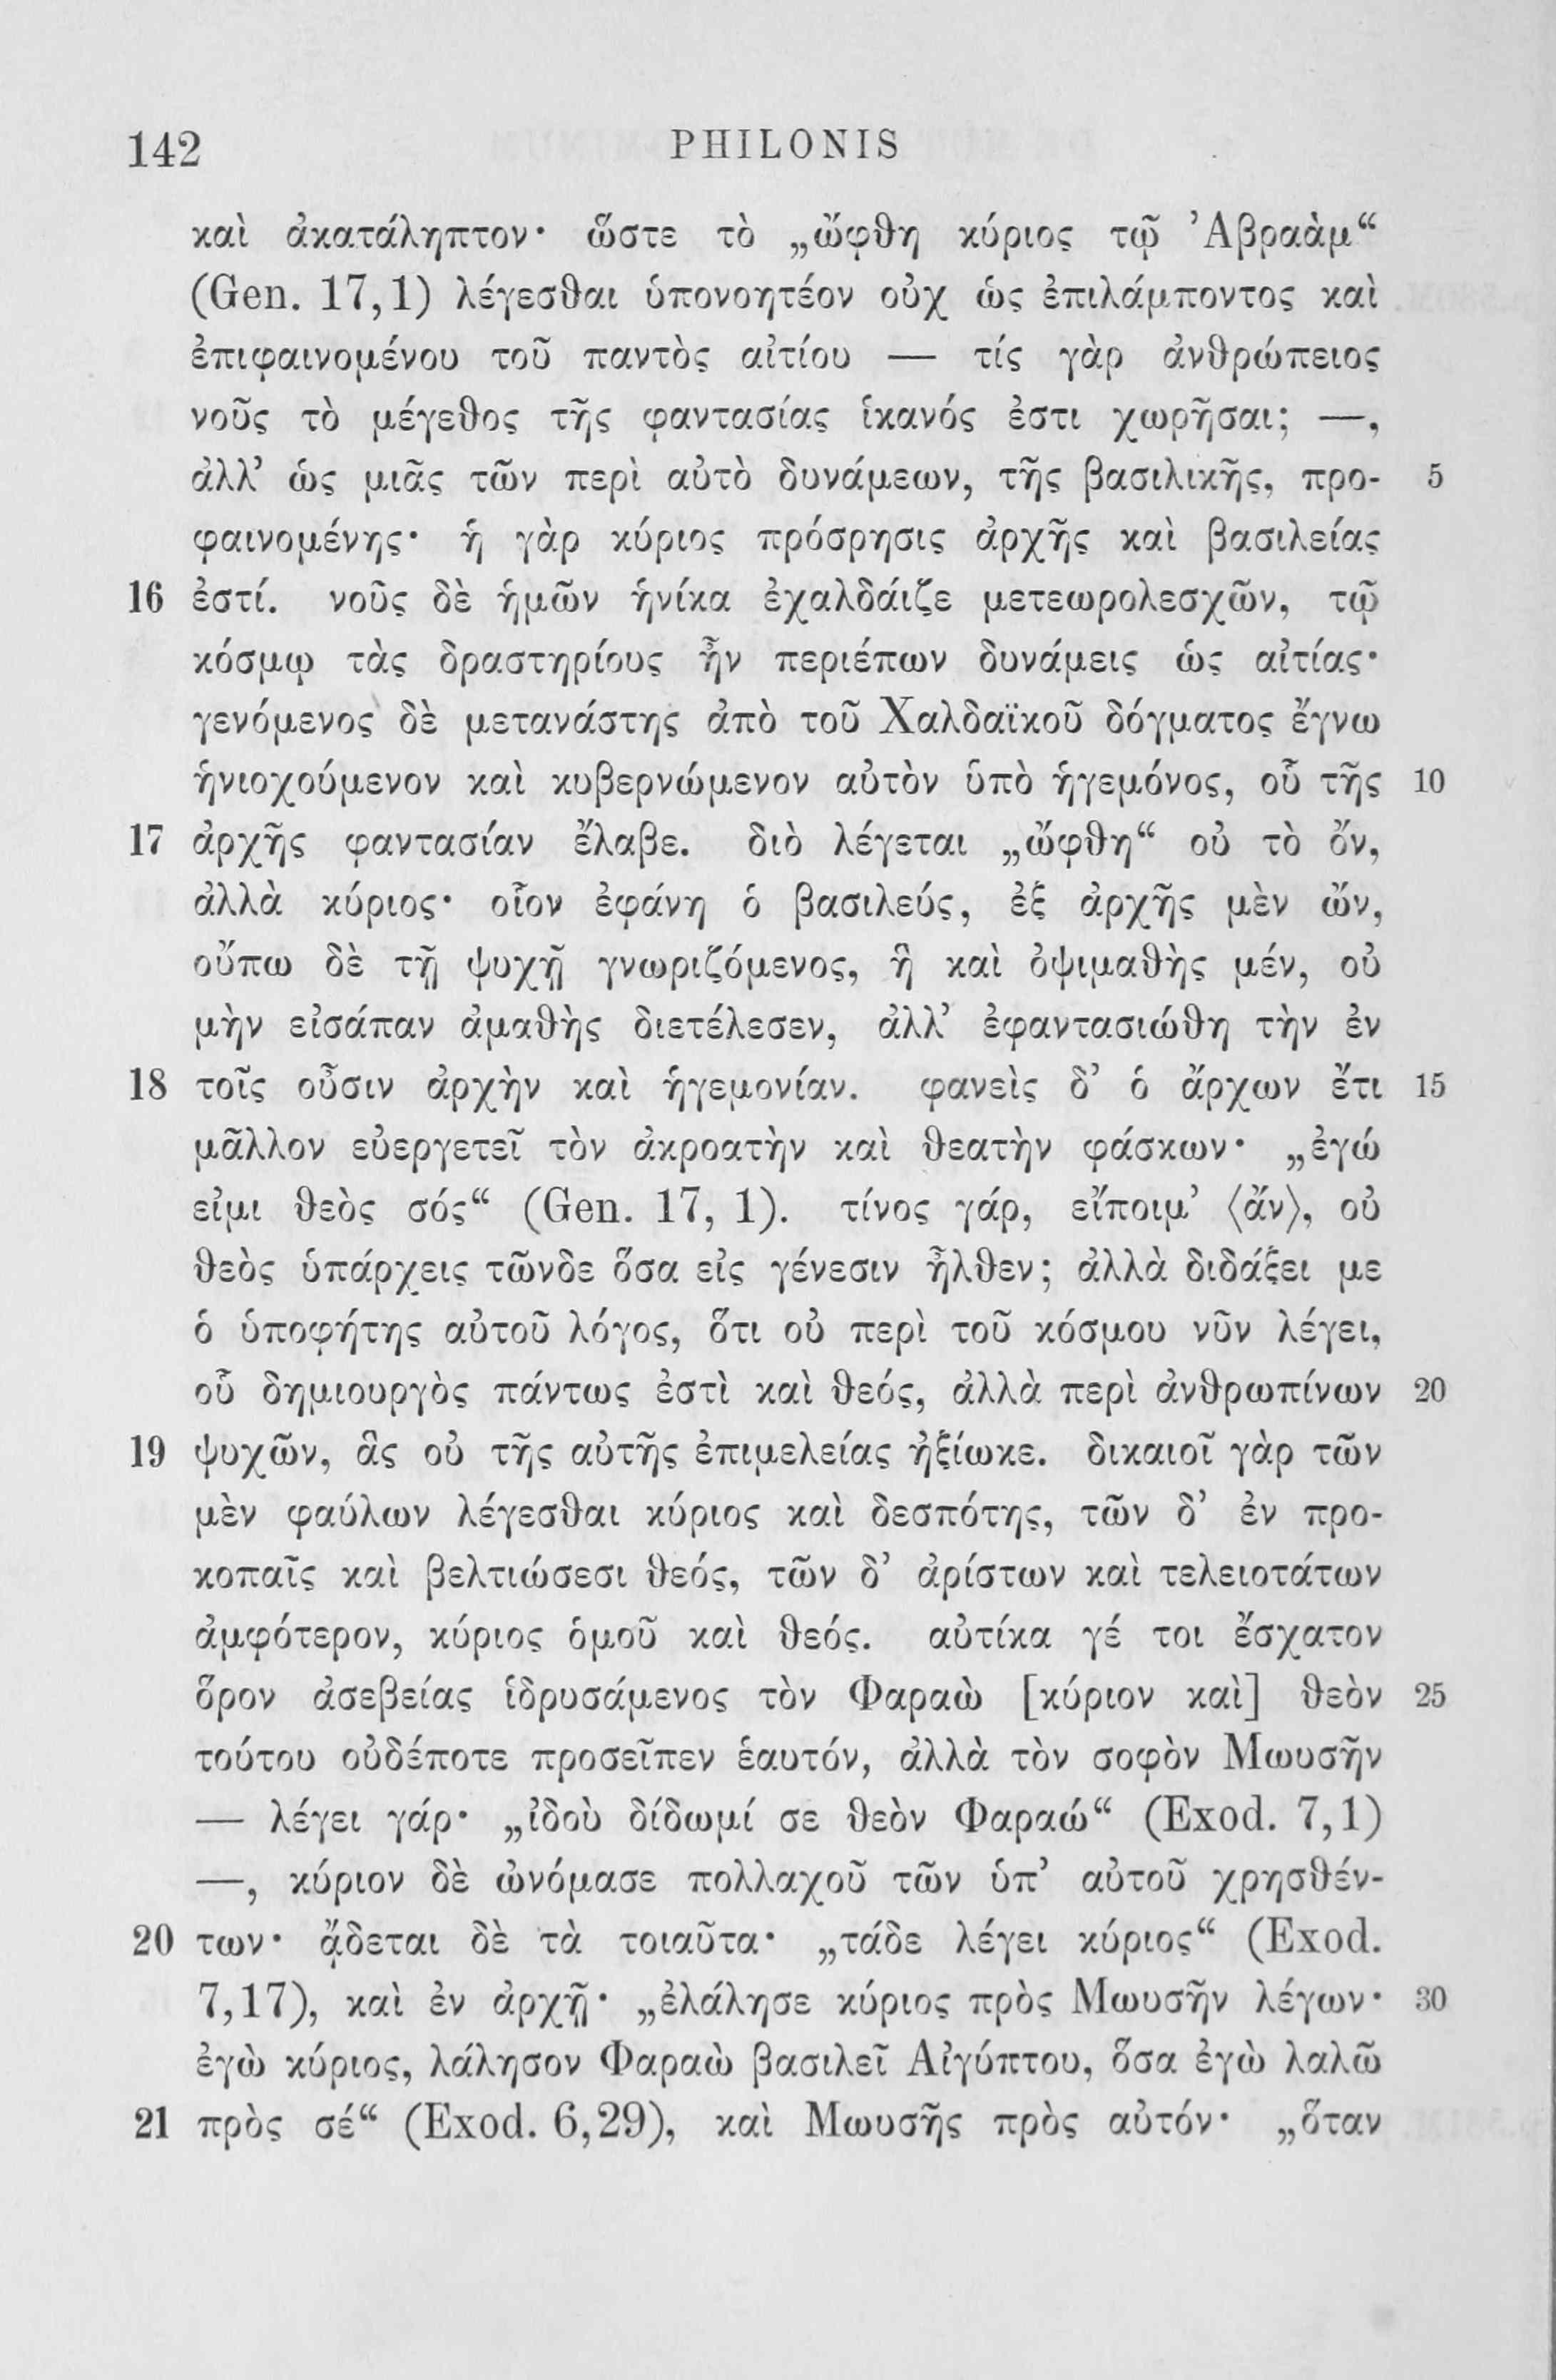 142 PHILONIS
καὶ ἀκατάληπτον· ὥστε τὸ „ὤφθη κύριος τῷ Ἀβραὰμ“
(Gen. 17,1) λέγεσθαι ὑπονοητέον οὐχ ὡς ἐπιλάμποντος καὶ
ἐπιφαινομένου τοῦ παντὸς αἰτίου — τίς γὰρ ἀνθρώπειος
νοῦς τὸ μέγεθος τῆς φαντασίας ἱκανός ἐστι χωρῆσαι; —,
ἀλλ’ ὡς μιᾶς τῶν περὶ αὐτὸ δυνάμεων, τῆς βασιλικῆς, προ- 5
φαινομένης· ἡ γὰρ κύριος πρόσρησις ἀρχῆς καὶ βασιλείας
16 ἐστί. νοῦς δὲ ἡμῶν ἡνίκα ἐχαλδάιζε μετεωρολεσχῶν, τῷ
κόσμῳ τὰς δραστηρίους ἦν περιέπων δυνάμεις ὡς αἰτίας·
γενόμενος δὲ μετανάστης ἀπὸ τοῦ Χαλδαϊκοῦ δόγματος ἔγνω
ἡνιοχούμενον καὶ κυβερνώμενον αὐτὸν ὑπὸ ἡγεμόνος, οὗ τῆς 10
17 ἀρχῆς φαντασίαν ἔλαβε. διὸ λέγεται „ὤφθη“ οὐ τὸ ὄν,
ἀλλὰ κύριος· οἷον ἐφάνη ὁ βασιλεύς, ἐξ ἀρχῆς μὲν ὤν,
οὔπω δὲ τῇ ψυχῇ γνωριζόμενος, ἣ καὶ ὀψιμαθὴς μέν, οὐ
μὴν εἰσάπαν ἀμαθὴς διετέλεσεν, ἀλλ’ ἐφαντασιώθη τὴν ἐν
18 τοῖς οὖσιν ἀρχὴν καὶ ἡγεμονίαν. φανεὶς δ’ ὁ ἄρχων ἔτι 15
μᾶλλον εὐεργετεῖ τὸν ἀκροατὴν καὶ θεατὴν φάσκων· „ἐγώ
εἰμι θεὸς σός“ (Gen. 17, 1). τίνος γάρ, εἴποιμ’ ⟨ἄν⟩, οὐ
θεὸς ὑπάρχεις τῶνδε ὅσα εἰς γένεσιν ἦλθεν; ἀλλὰ διδάξει με
ὁ ὑποφήτης αὐτοῦ λόγος, ὅτι οὐ περὶ τοῦ κόσμου νῦν λέγει,
οὗ δημιουργὸς πάντως ἐστὶ καὶ θεός, ἀλλὰ περὶ ἀνθρωπίνων 20
19 ψυχῶν, ἃς οὐ τῆς αὐτῆς ἐπιμελείας ἠξίωκε. δικαιοῖ γὰρ τῶν
μὲν φαύλων λέγεσθαι κύριος καὶ δεσπότης, τῶν δ’ ἐν προ-
κοπαῖς καὶ βελτιώσεσι θεός, τῶν δ’ ἀρίστων καὶ τελειοτάτων
ἀμφότερον, κύριος ὁμοῦ καὶ θεός. αὐτίκα γέ τοι ἔσχατον
ὅρον ἀσεβείας ἱδρυσάμενος τὸν Φαραὼ [κύριον καὶ] θεὸν 25
τούτου οὐδέποτε προσεῖπεν ἑαυτόν, ἀλλὰ τὸν σοφὸν Μωυσῆν
— λέγει γάρ· „ἰδοὺ δίδωμί σε θεὸν Φαραώ“ (Exod. 7,1)
—, κύριον δὲ ὠνόμασε πολλαχοῦ τῶν ὑπ’ αὐτοῦ χρησθέν-
20 των· ᾄδεται δὲ τὰ τοιαῦτα· „τάδε λέγει κύριος“ (Exod.
7,17), καὶ ἐν ἀρχῇ· „ἐλάλησε κύριος πρὸς Μωυσῆν λέγων· 30
ἐγὼ κύριος, λάλησον Φαραὼ βασιλεῖ Αἰγύπτου, ὅσα ἐγὼ λαλῶ
21 πρὸς σέ“ (Exod. 6,29), καὶ Μωυσῆς πρὸς αὐτόν· „ὅταν